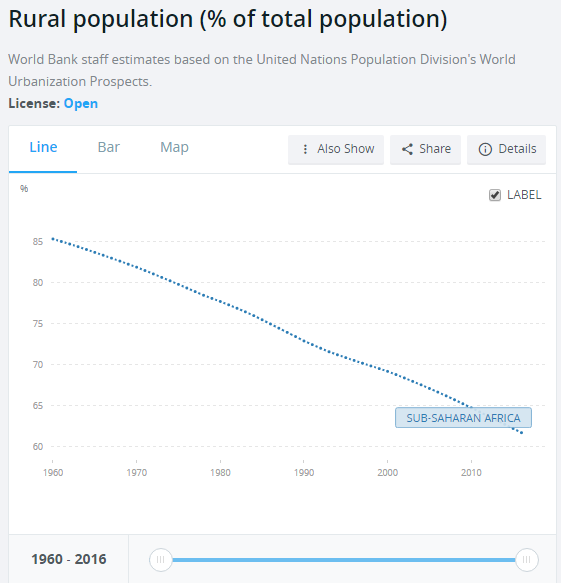 Rural population (% of total population)
World Bank staff estimates based on the United Nations Population Division's World
Urbanization Prospects.
License: Open
Line Bar Map Also Show Share Details
%
LABEL
85
80
75
70
65
SUB-SAHARAN AFRICA
60
1960 1970 1980 1990 2000 2010
1960 - 2016